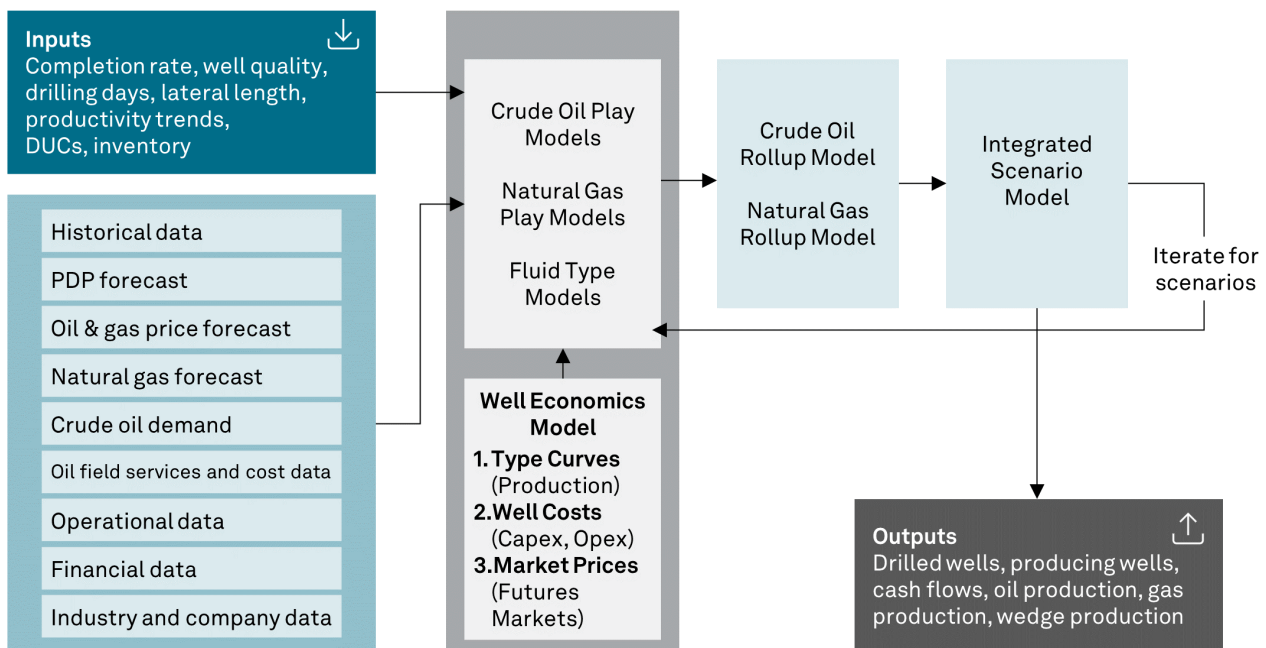 Inputs
Completion rate, well quality,
drilling days, lateral length,
productivity trends,
DUCs, inventory
Historical data
PDP forecast
Oil & gas price forecast
Natural gas forecast
Crude oil demand
Oil field services and cost data
Operational data
Financial data
Industry and company data
Crude Oil Play
Models
Natural Gas
Play Models
Fluid Type
Models
Well Economics
Model
1. Type Curves
(Production)
2. Well Costs
(Capex, Opex)
3. Market Prices
(Futures
Markets)
Crude Oil
Rollup Model
Natural Gas
Rollup Model
Integrated
Scenario
Model
Iterate for
scenarios
Outputs
Drilled wells, producing wells,
cash flows, oil production, gas
production, wedge production